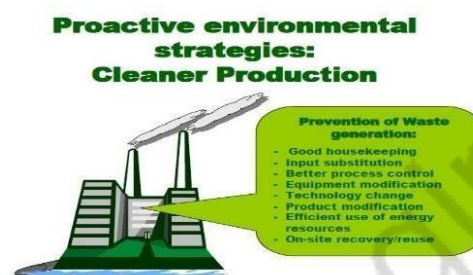 Proactive environmental
strategies:
Cleaner Production
Prevention of Waste
generation:
- Good housekeeping
- Input substitution
- Better process control
- Equipment modification
- Technology change
- Product modification
- Efficient use of energy
resources
- On-site recovery/reuse